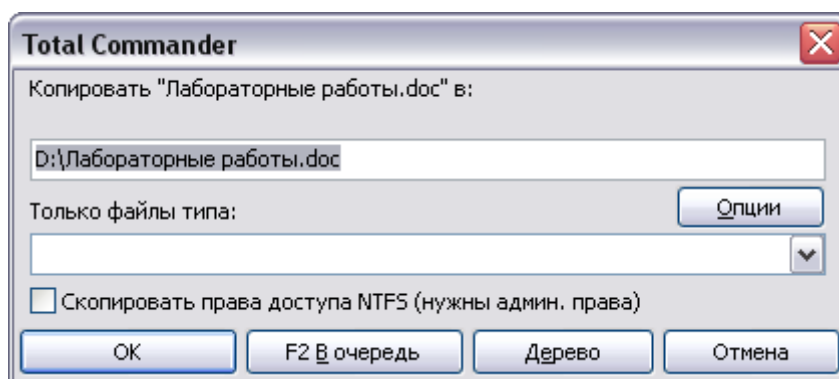 Total Commander
Копировать "Лабораторные работы.doc" в:
D:\Лабораторные работы.doc
Только файлы типа:
Опции
Скопировать права доступа NTFS (нужны админ. права)
OK F2 В очередь Дерево Отмена